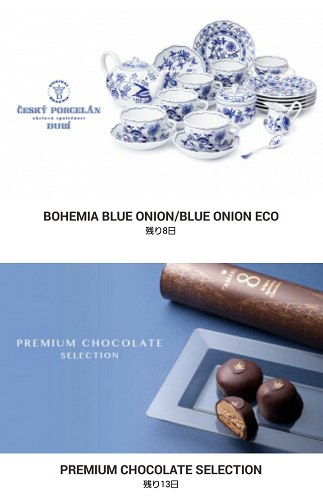 ČESKÝ PORCELÁN
akciová společnost
DUBÍ
BOHEMIA BLUE ONION/BLUE ONION ECO
残り8日
PREMIUM CHOCOLATE
SELECTION
8
PREMIUM CHOCOLATE SELECTION
残り13日